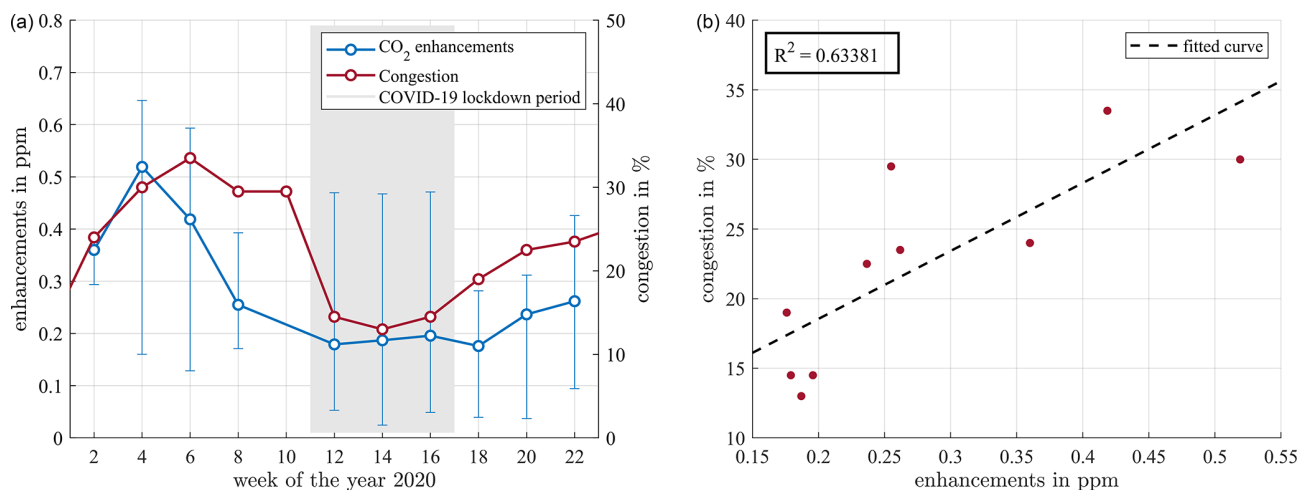 (a)
0.8
0.7
0.6
0.5
0.4
0.3
0.2
0.1
0
enhancements in ppm
50
40
30
20
10
0
congestion in %
CO2 enhancements
Congestion
COVID-19 lockdown period
2 4 6 8 10 12 14 16 18 20 22
week of the year 2020
(b)
40
35
30
25
20
15
10
congestion in %
R2 = 0.63381
fitted curve
0.15 0.2 0.25 0.3 0.35 0.4 0.45 0.5 0.55
enhancements in ppm